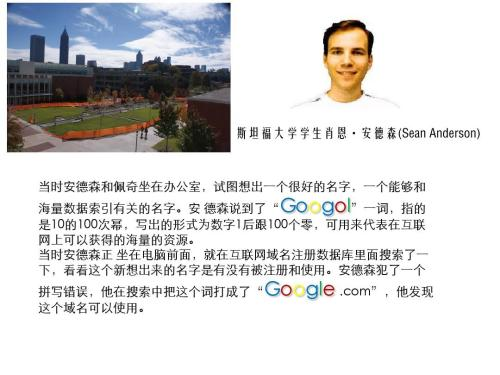 斯坦福大学学生肖恩·安德森(Sean Anderson)
当时安德森和佩奇坐在办公室，试图想出一个很好的名字，一个能够和
海量数据索引有关的名字。安 德森说到了“Googol”一词，指的
是10的100次幂，写出的形式为数字1后跟100个零，可用来代表在互联
网上可以获得的海量的资源。
当时安德森正 坐在电脑前面，就在互联网域名注册数据库里面搜索了一
下，看看这个新想出来的名字是有没有被注册和使用。安德森犯了一个
拼写错误，他在搜索中把这个词打成了“Google .com”，他发现
这个域名可以使用。